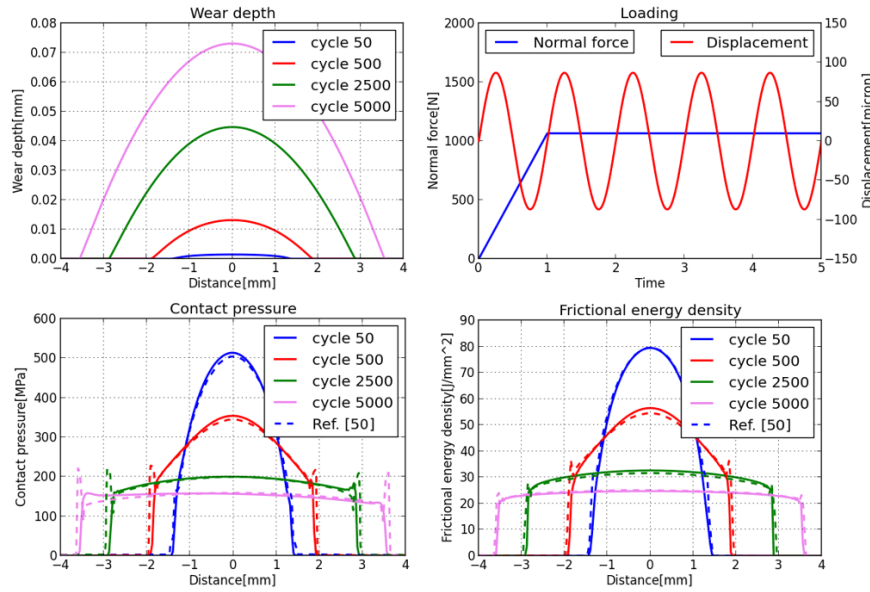 Wear depth
0.08
0.07
0.06
0.05
0.04
0.03
0.02
0.01
0.00
Wear depth[mm]
cycle 50
cycle 500
cycle 2500
cycle 5000
−4 −3 −2 −1 0 1 2 3 4
Distance[mm]
Loading
2000
1500
1000
500
0
Normal force[N]
Normal force
Displacement
150
100
50
0
−50
−100
−150
Displacement[micron]
0 1 2 3 4 5
Time
Contact pressure
600
500
400
300
200
100
0
Contact pressure[MPa]
cycle 50
cycle 500
cycle 2500
cycle 5000
Ref. [50]
−4 −3 −2 −1 0 1 2 3 4
Distance[mm]
Frictional energy density
90
80
70
60
50
40
30
20
10
0
Frictional energy density[J/mm^2]
cycle 50
cycle 500
cycle 2500
cycle 5000
Ref. [50]
−4 −3 −2 −1 0 1 2 3 4
Distance[mm]